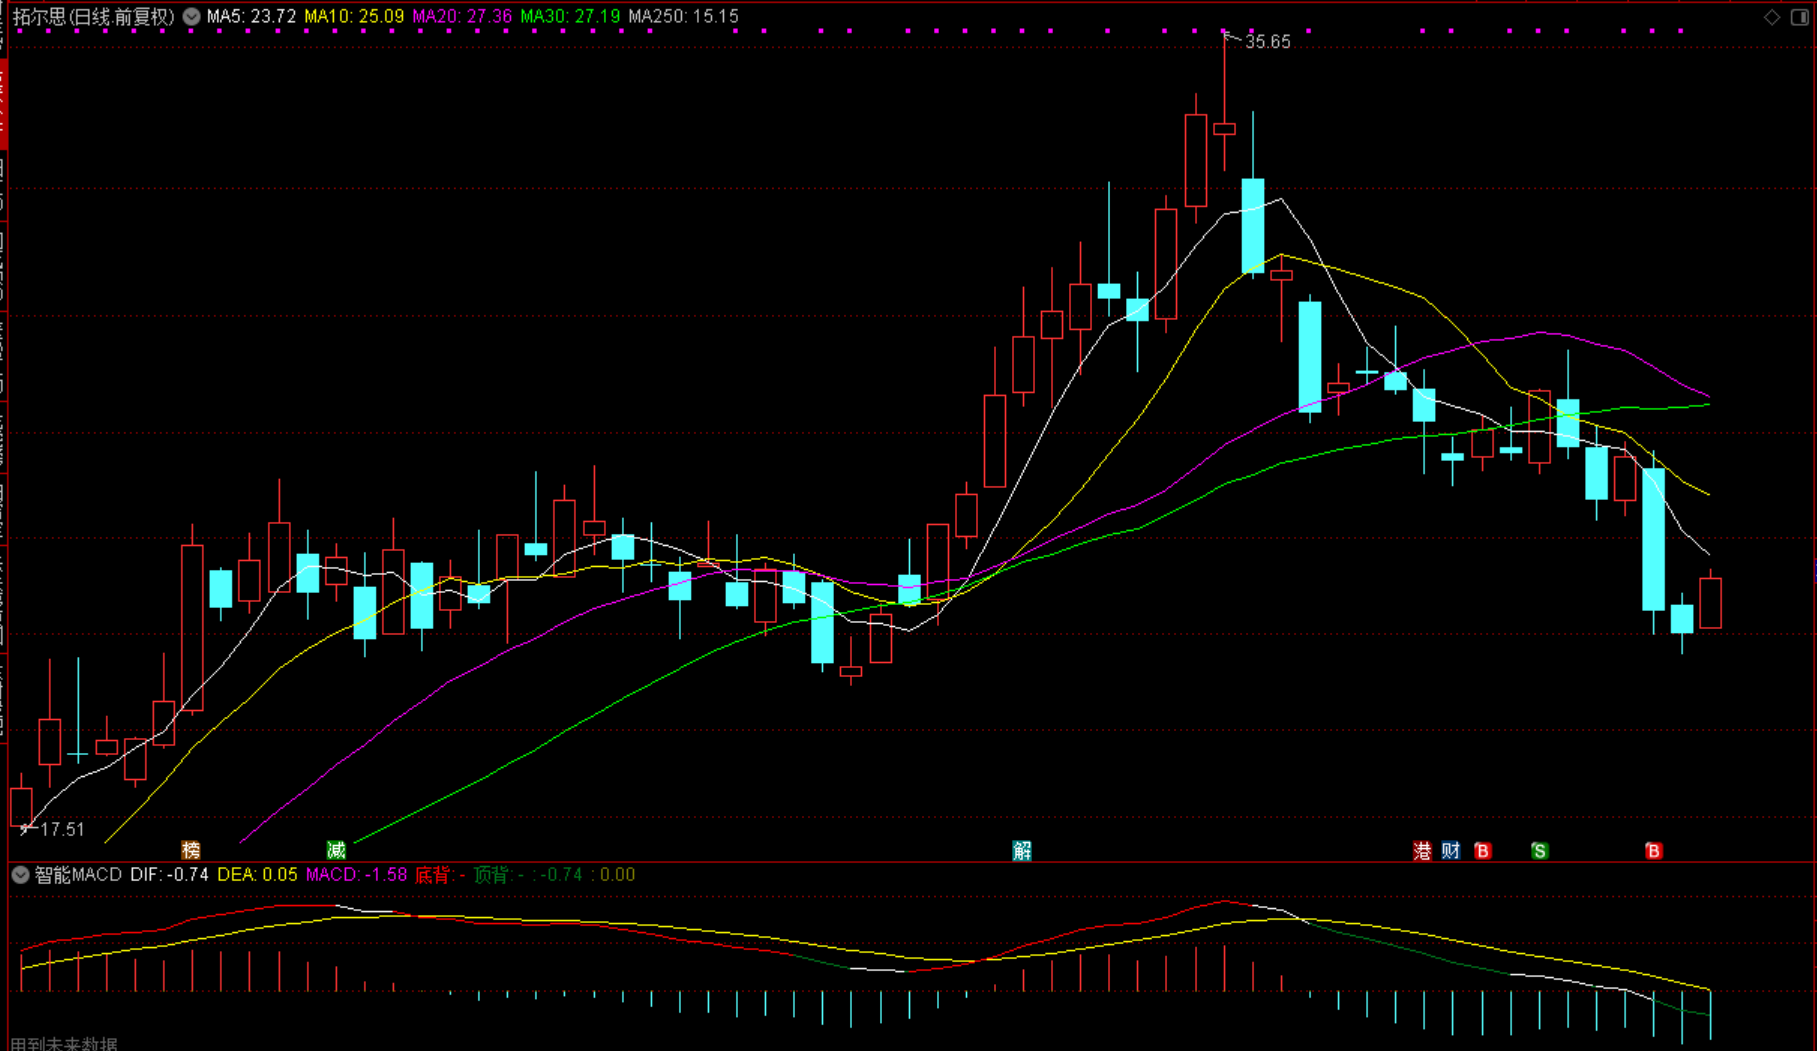 拓尔思(日线.前复权) MA5: 23.72 MA10: 25.09 MA20: 27.36 MA30: 27.19 MA250: 15.15
35.65
17.51
榜 减 解 港 财 B S B
智能MACD DIF: -0.74 DEA: 0.05 MACD: -1.58 底背: - 顶背: - : -0.74 : 0.00
用到未来数据